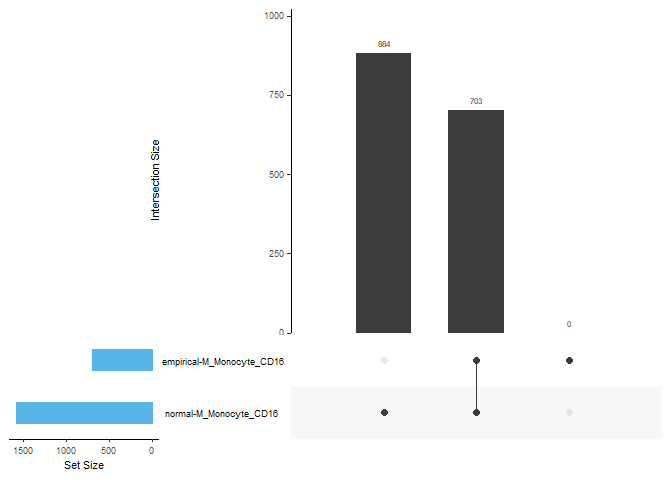 1000
884
703
750
Intersection Size
500
250
0
0
empirical-M_Monocyte_CD16
normal-M_Monocyte_CD16
1500 1000 500 0
Set Size